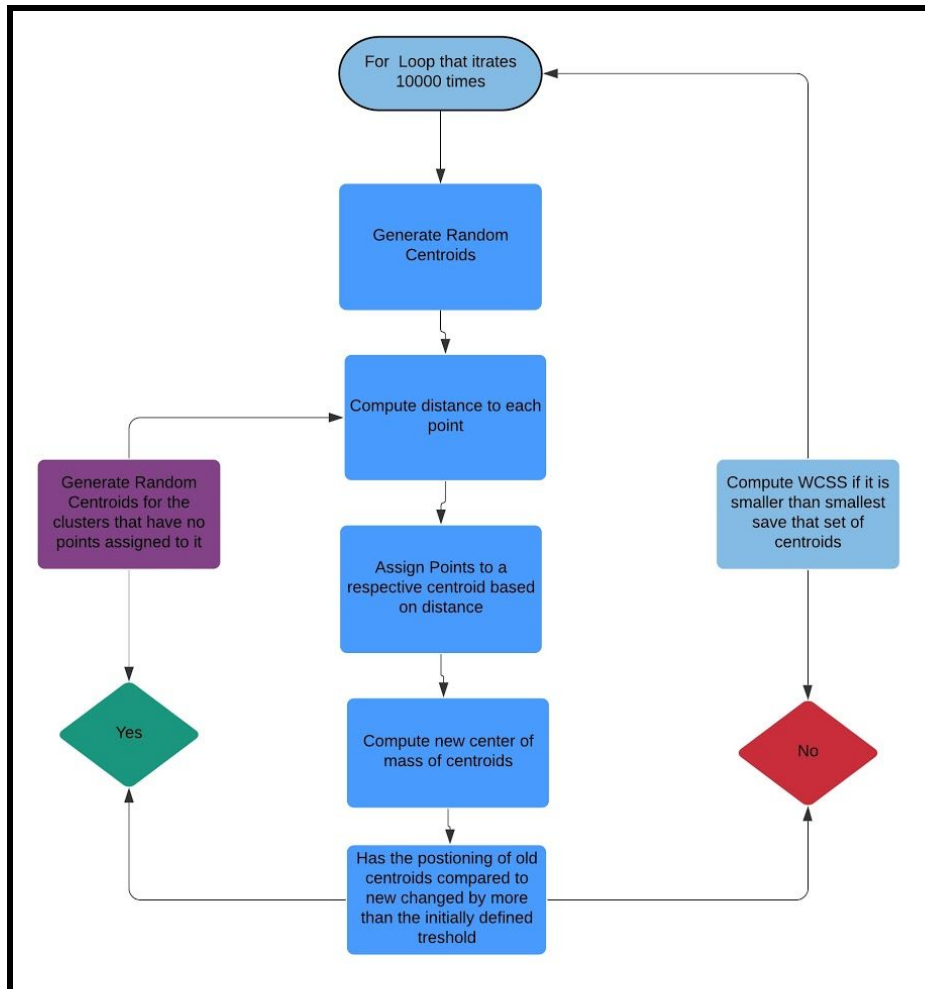 For Loop that itrates
10000 times
Generate Random
Centroids
Compute distance to each
point
Generate Random
Centroids for the
clusters that have no
points assigned to it
Compute WCSS if it is
smaller than smallest
save that set of
centroids
Assign Points to a
respective centroid based
on distance
Yes
Compute new center of
mass of centroids
No
Has the postioning of old
centroids compared to
new changed by more
than the initially defined
treshold